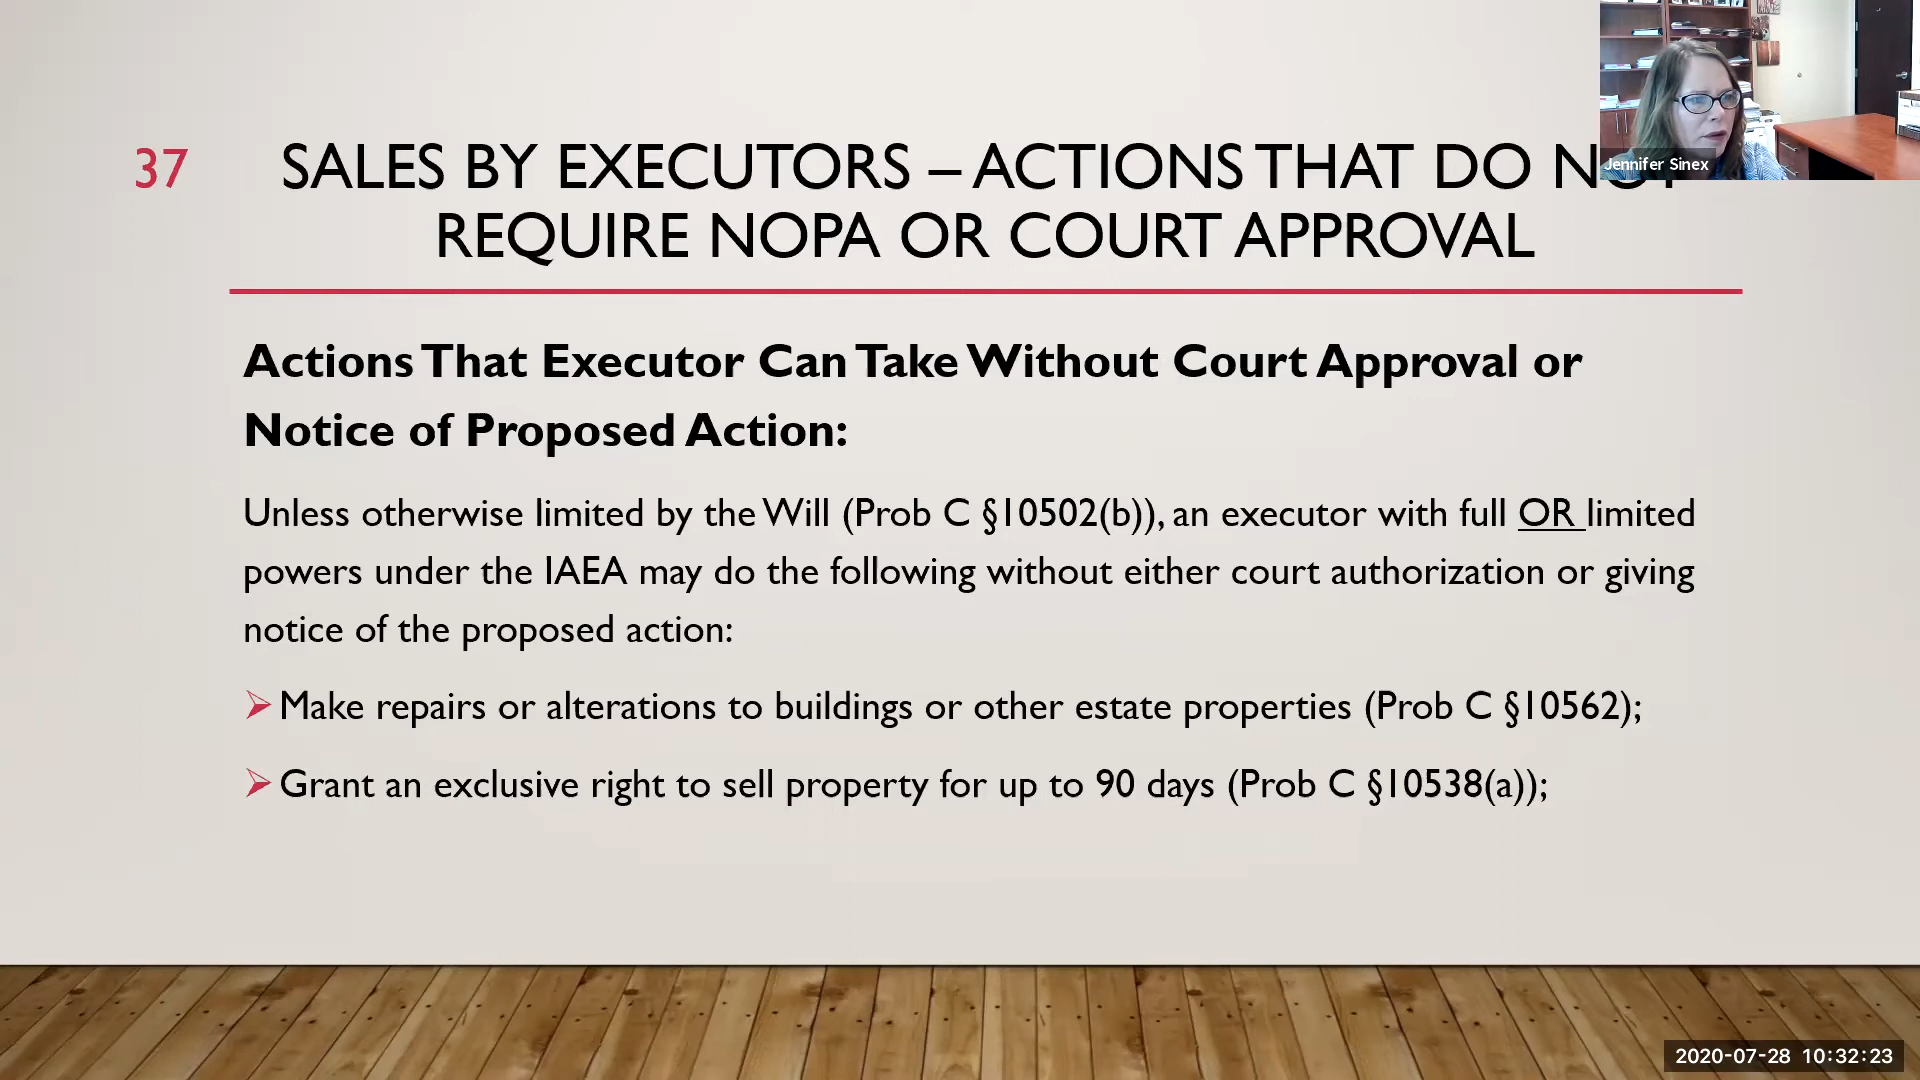 37
SALES BY EXECUTORS – ACTIONS THAT DO NOT
REQUIRE NOPA OR COURT APPROVAL
Jennifer Sinex
Actions That Executor Can Take Without Court Approval or
Notice of Proposed Action:
Unless otherwise limited by the Will (Prob C §10502(b)), an executor with full OR limited
powers under the IAEA may do the following without either court authorization or giving
notice of the proposed action:
Make repairs or alterations to buildings or other estate properties (Prob C §10562);
Grant an exclusive right to sell property for up to 90 days (Prob C §10538(a));
2020-07-28 10:32:23